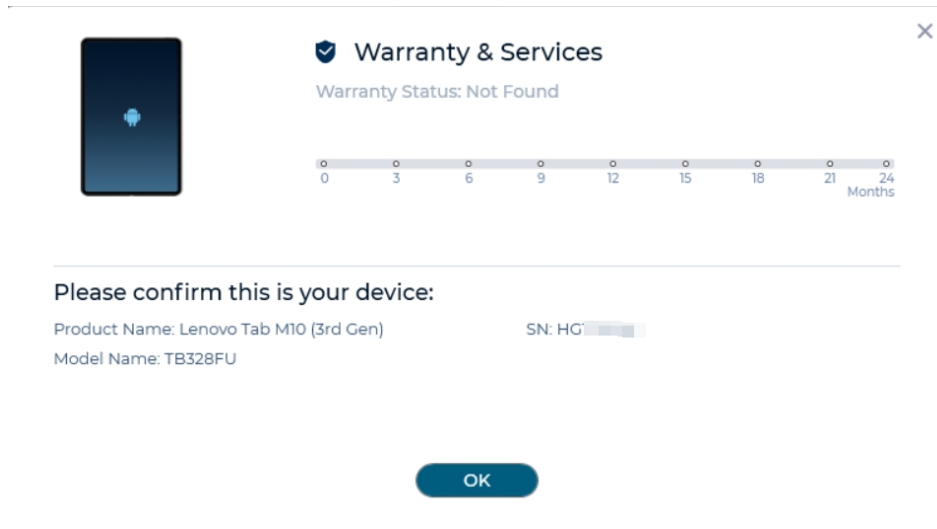 Warranty & Services
Warranty Status: Not Found
0 3 6 9 12 15 18 21 24
Months
Please confirm this is your device:
Product Name: Lenovo Tab M10 (3rd Gen) SN: HG
Model Name: TB328FU
OK